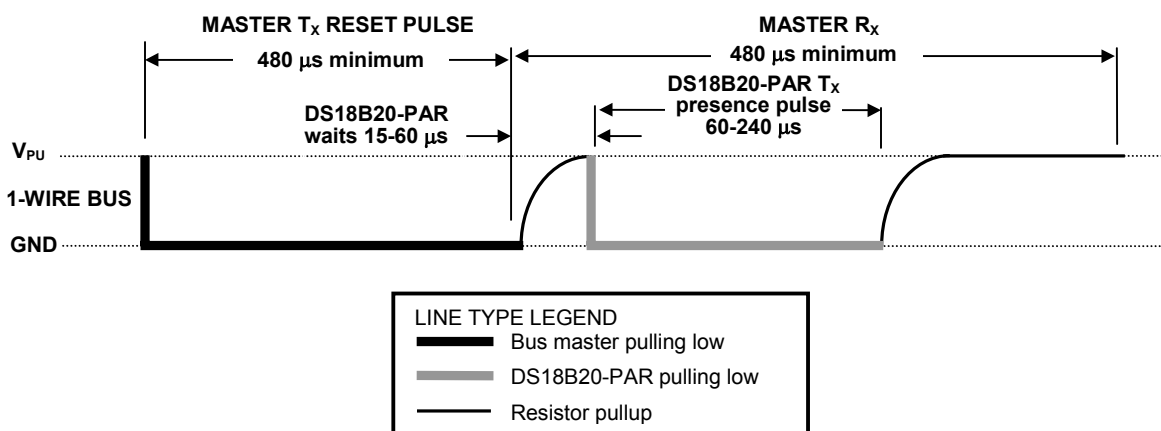 MASTER TX RESET PULSE
480 μs minimum
MASTER RX
480 μs minimum
DS18B20-PAR
waits 15-60 μs
DS18B20-PAR TX
presence pulse
60-240 μs
VPU
1-WIRE BUS
GND
LINE TYPE LEGEND
Bus master pulling low
DS18B20-PAR pulling low
Resistor pullup